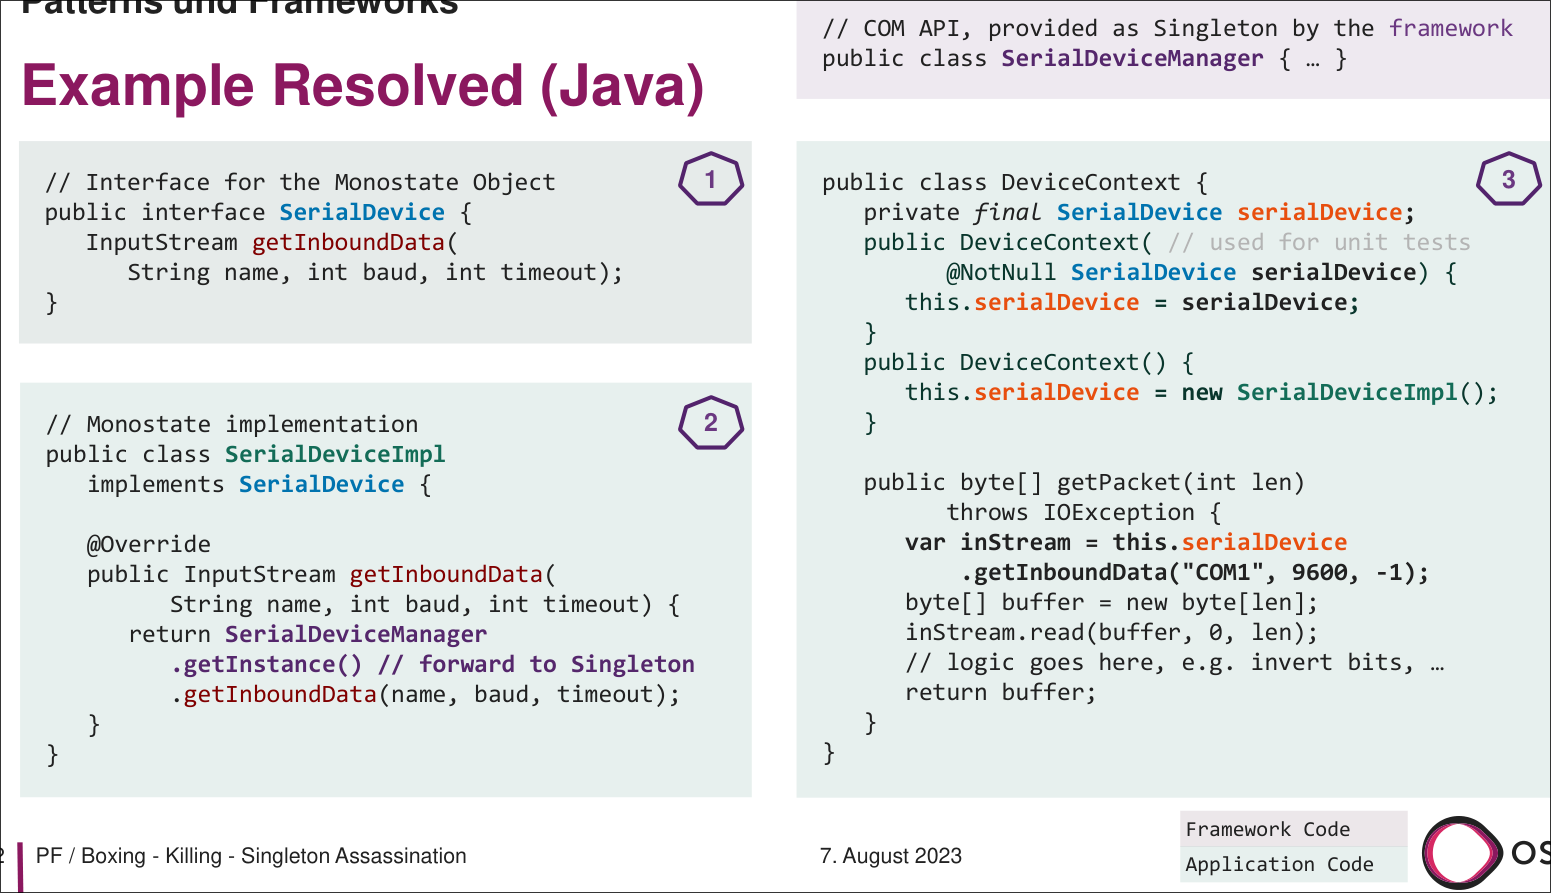 Patterns und Frameworks
Example Resolved (Java)
// COM API, provided as Singleton by the framework
public class SerialDeviceManager { … }
1
// Interface for the Monostate Object
public interface SerialDevice {
   InputStream getInboundData(
      String name, int baud, int timeout);
}
2
// Monostate implementation
public class SerialDeviceImpl
   implements SerialDevice {
   @Override
   public InputStream getInboundData(
         String name, int baud, int timeout) {
      return SerialDeviceManager
         .getInstance() // forward to Singleton
         .getInboundData(name, baud, timeout);
   }
}
3
public class DeviceContext {
   private final SerialDevice serialDevice;
   public DeviceContext( // used for unit tests
         @NotNull SerialDevice serialDevice) {
      this.serialDevice = serialDevice;
   }
   public DeviceContext() {
      this.serialDevice = new SerialDeviceImpl();
   }
   public byte[] getPacket(int len)
         throws IOException {
      var inStream = this.serialDevice
          .getInboundData("COM1", 9600, -1);
      byte[] buffer = new byte[len];
      inStream.read(buffer, 0, len);
      // logic goes here, e.g. invert bits, …
      return buffer;
   }
}
PF / Boxing - Killing - Singleton Assassination
7. August 2023
Framework Code
Application Code
OS